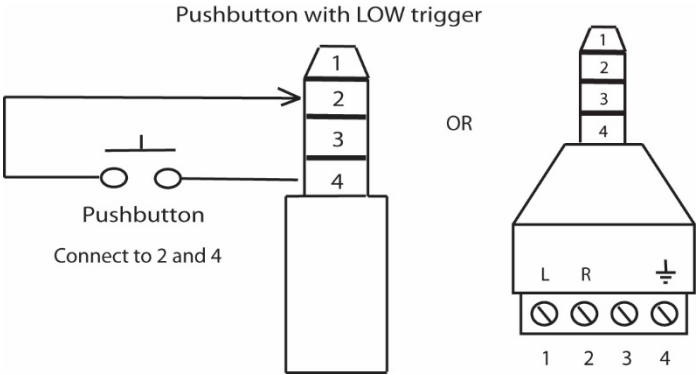 Pushbutton with LOW trigger
1
2
3
4
Pushbutton
Connect to 2 and 4
OR
1
2
3
4
L R
1 2 3 4